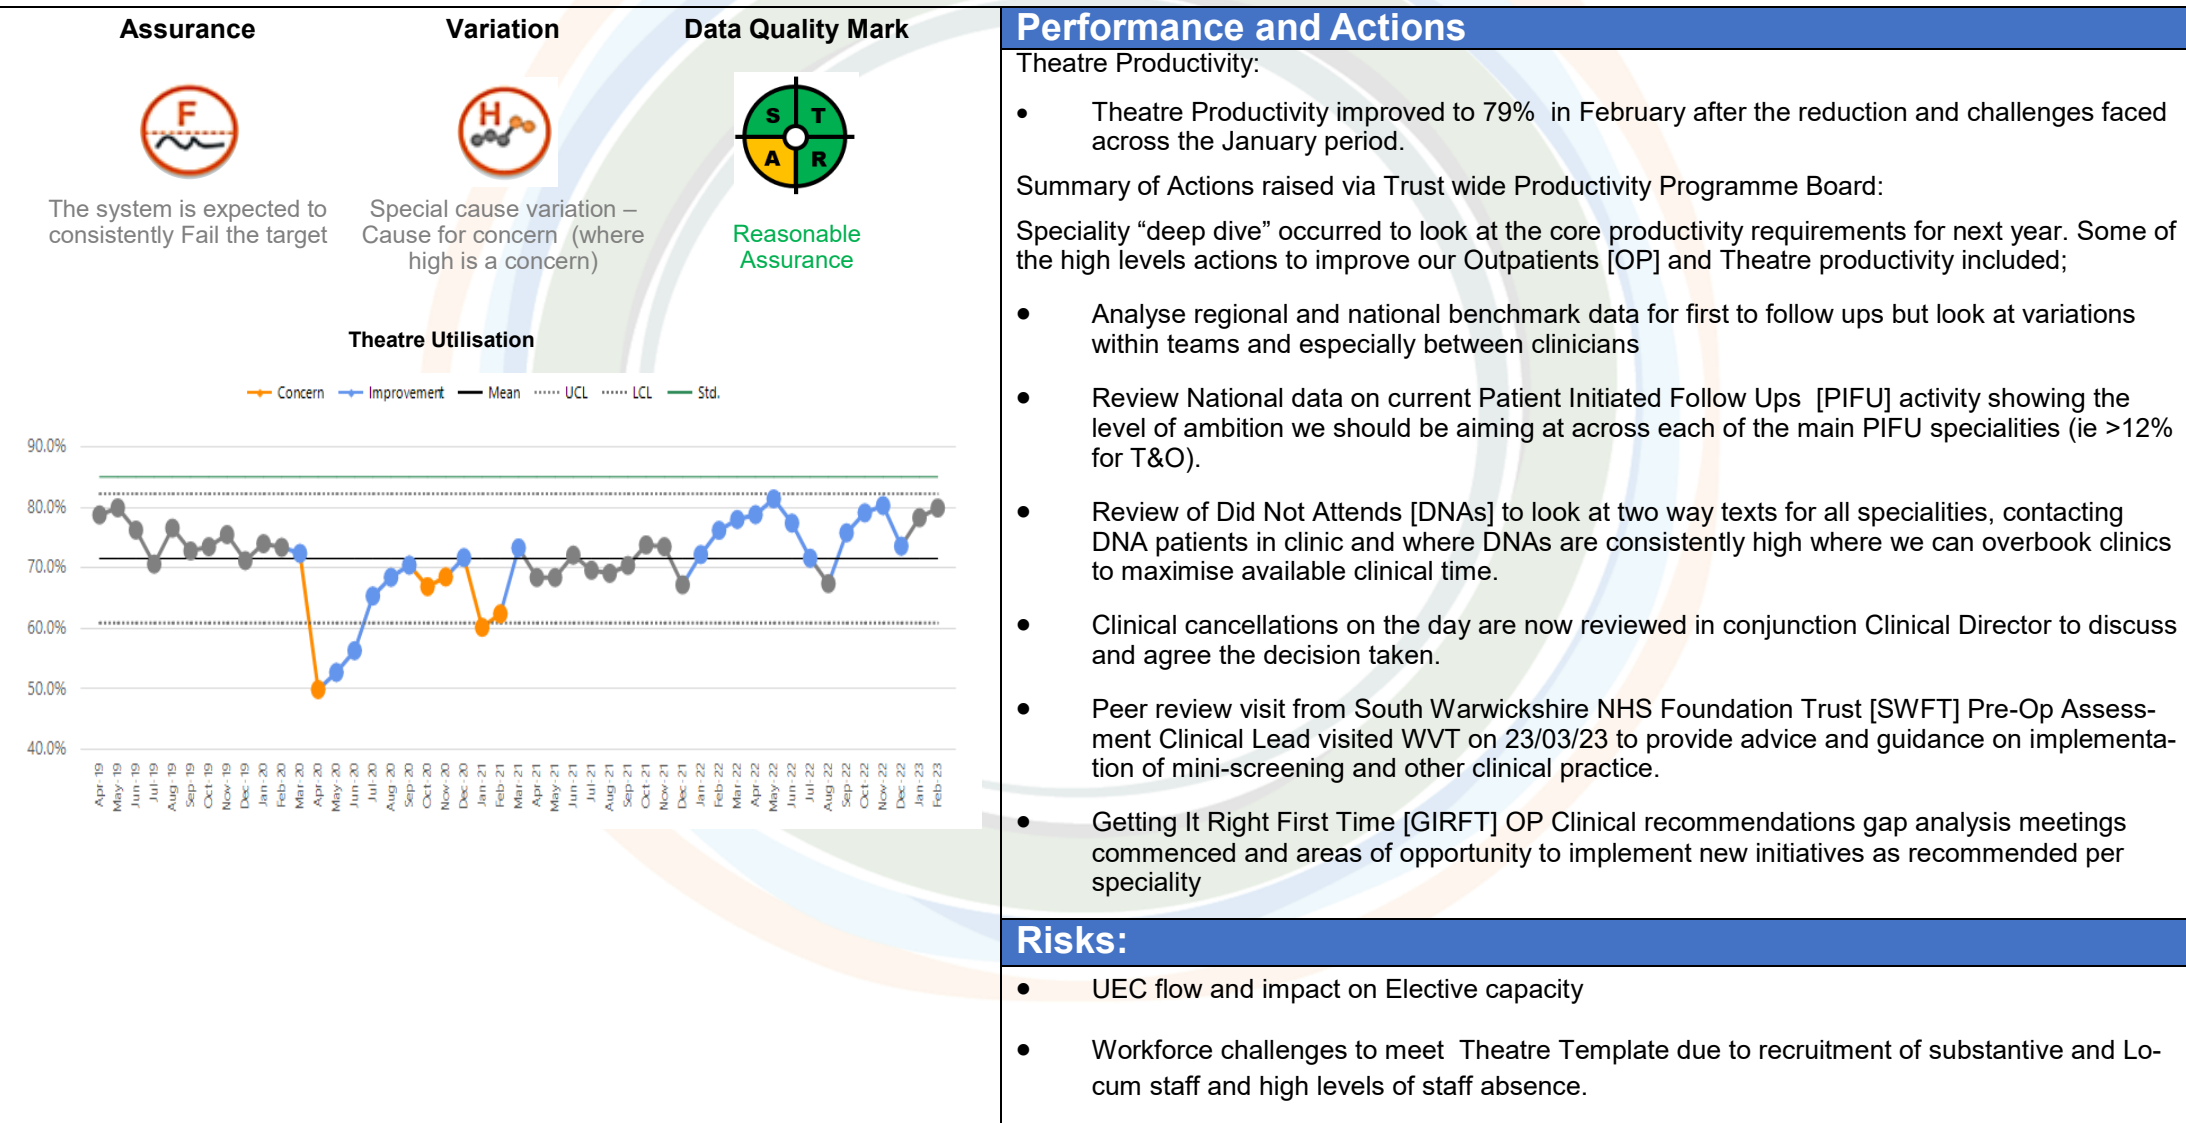 Assurance
Variation
Data Quality Mark
F
H
S T
A R
The system is expected to
consistently Fail the target
Special cause variation –
Cause for concern (where
high is a concern)
Reasonable
Assurance
Theatre Utilisation
Concern Improvement Mean UCL LCL Std.
90.0%
80.0%
70.0%
60.0%
50.0%
40.0%
Apr-19
May-19
Jun-19
Jul-19
Aug-19
Sep-19
Oct-19
Nov-19
Dec-19
Jan-20
Feb-20
Mar-20
Apr-20
May-20
Jun-20
Jul-20
Aug-20
Sep-20
Oct-20
Nov-20
Dec-20
Jan-21
Feb-21
Mar-21
Apr-21
May-21
Jun-21
Jul-21
Aug-21
Sep-21
Oct-21
Nov-21
Dec-21
Jan-22
Feb-22
Mar-22
Apr-22
May-22
Jun-22
Jul-22
Aug-22
Sep-22
Oct-22
Nov-22
Dec-22
Jan-23
Feb-23
Performance and Actions
Theatre Productivity:
• Theatre Productivity improved to 79% in February after the reduction and challenges faced
across the January period.
Summary of Actions raised via Trust wide Productivity Programme Board:
Speciality “deep dive” occurred to look at the core productivity requirements for next year. Some of
the high levels actions to improve our Outpatients [OP] and Theatre productivity included;
• Analyse regional and national benchmark data for first to follow ups but look at variations
within teams and especially between clinicians
• Review National data on current Patient Initiated Follow Ups [PIFU] activity showing the
level of ambition we should be aiming at across each of the main PIFU specialities (ie >12%
for T&O).
• Review of Did Not Attends [DNAs] to look at two way texts for all specialities, contacting
DNA patients in clinic and where DNAs are consistently high where we can overbook clinics
to maximise available clinical time.
• Clinical cancellations on the day are now reviewed in conjunction Clinical Director to discuss
and agree the decision taken.
• Peer review visit from South Warwickshire NHS Foundation Trust [SWFT] Pre-Op Assess-
ment Clinical Lead visited WVT on 23/03/23 to provide advice and guidance on implementa-
tion of mini-screening and other clinical practice.
• Getting It Right First Time [GIRFT] OP Clinical recommendations gap analysis meetings
commenced and areas of opportunity to implement new initiatives as recommended per
speciality
Risks:
• UEC flow and impact on Elective capacity
• Workforce challenges to meet Theatre Template due to recruitment of substantive and Lo-
cum staff and high levels of staff absence.